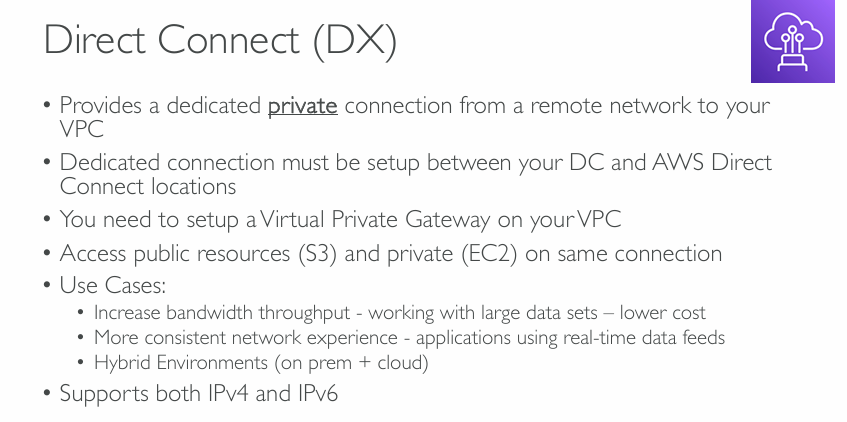 Direct Connect (DX)
• Provides a dedicated private connection from a remote network to your
VPC
• Dedicated connection must be setup between your DC and AWS Direct
Connect locations
• You need to setup a Virtual Private Gateway on your VPC
• Access public resources (S3) and private (EC2) on same connection
• Use Cases:
• Increase bandwidth throughput - working with large data sets – lower cost
• More consistent network experience - applications using real-time data feeds
• Hybrid Environments (on prem + cloud)
• Supports both IPv4 and IPv6